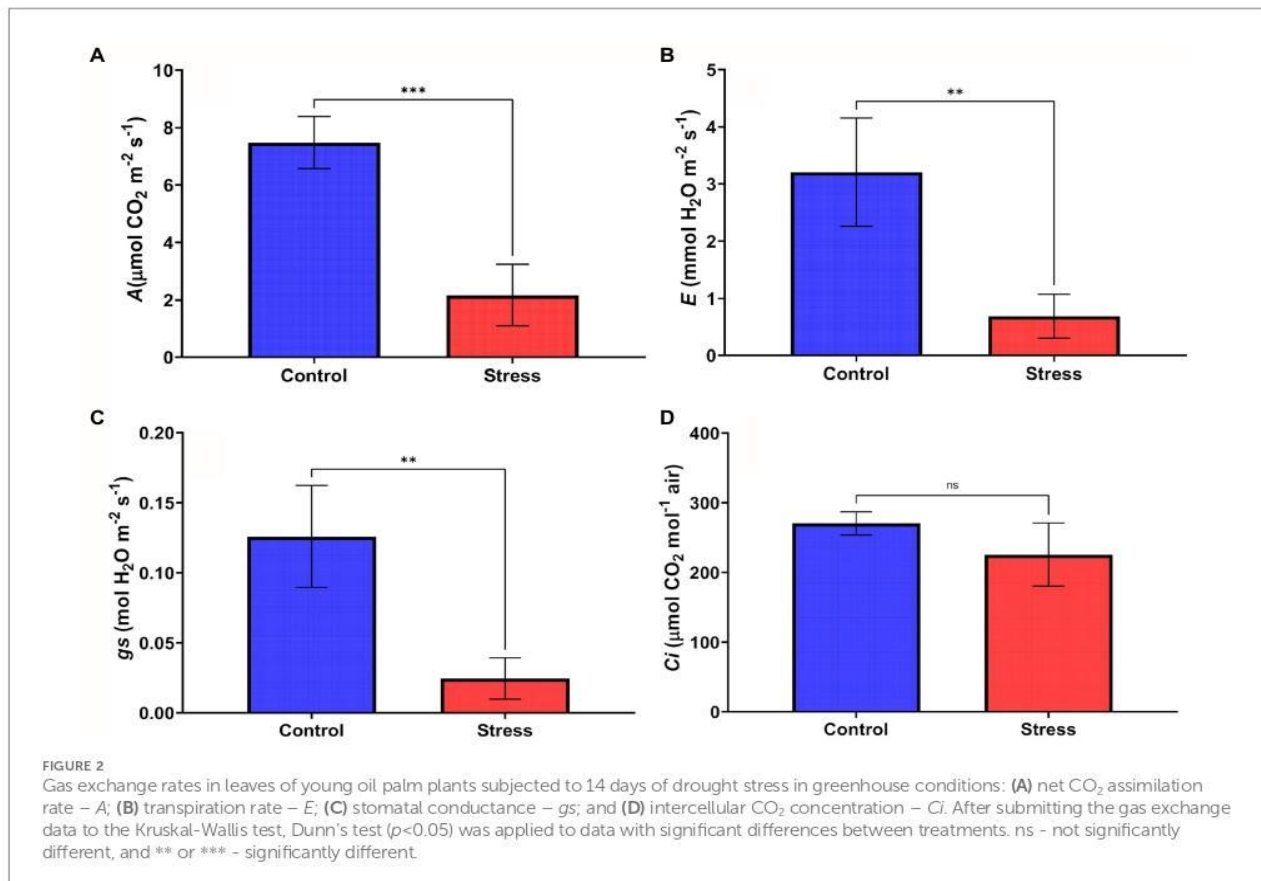 A
A(μmol CO₂ m⁻² s⁻¹)
10
8
6
4
2
0
***
Control
Stress
B
E (mmol H₂O m⁻² s⁻¹)
5
4
3
2
1
0
**
Control
Stress
C
gs (mol H₂O m⁻² s⁻¹)
0.20
0.15
0.10
0.05
0.00
**
Control
Stress
D
Ci (μmol CO₂ mol⁻¹ air)
400
300
200
100
0
ns
Control
Stress
FIGURE 2
Gas exchange rates in leaves of young oil palm plants subjected to 14 days of drought stress in greenhouse conditions: (A) net CO₂ assimilation
rate – A; (B) transpiration rate – E; (C) stomatal conductance – gs; and (D) intercellular CO₂ concentration – Ci. After submitting the gas exchange
data to the Kruskal-Wallis test, Dunn's test (p<0.05) was applied to data with significant differences between treatments. ns - not significantly
different, and ** or *** - significantly different.